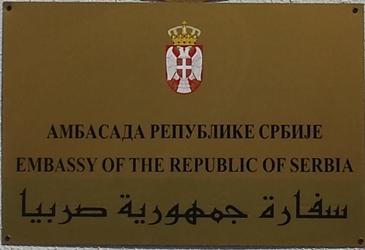 АМБАСАДА РЕПУБЛИКЕ СРБИЈЕ
EMBASSY OF THE REPUBLIC OF SERBIA
سفارة جمهورية صربيا